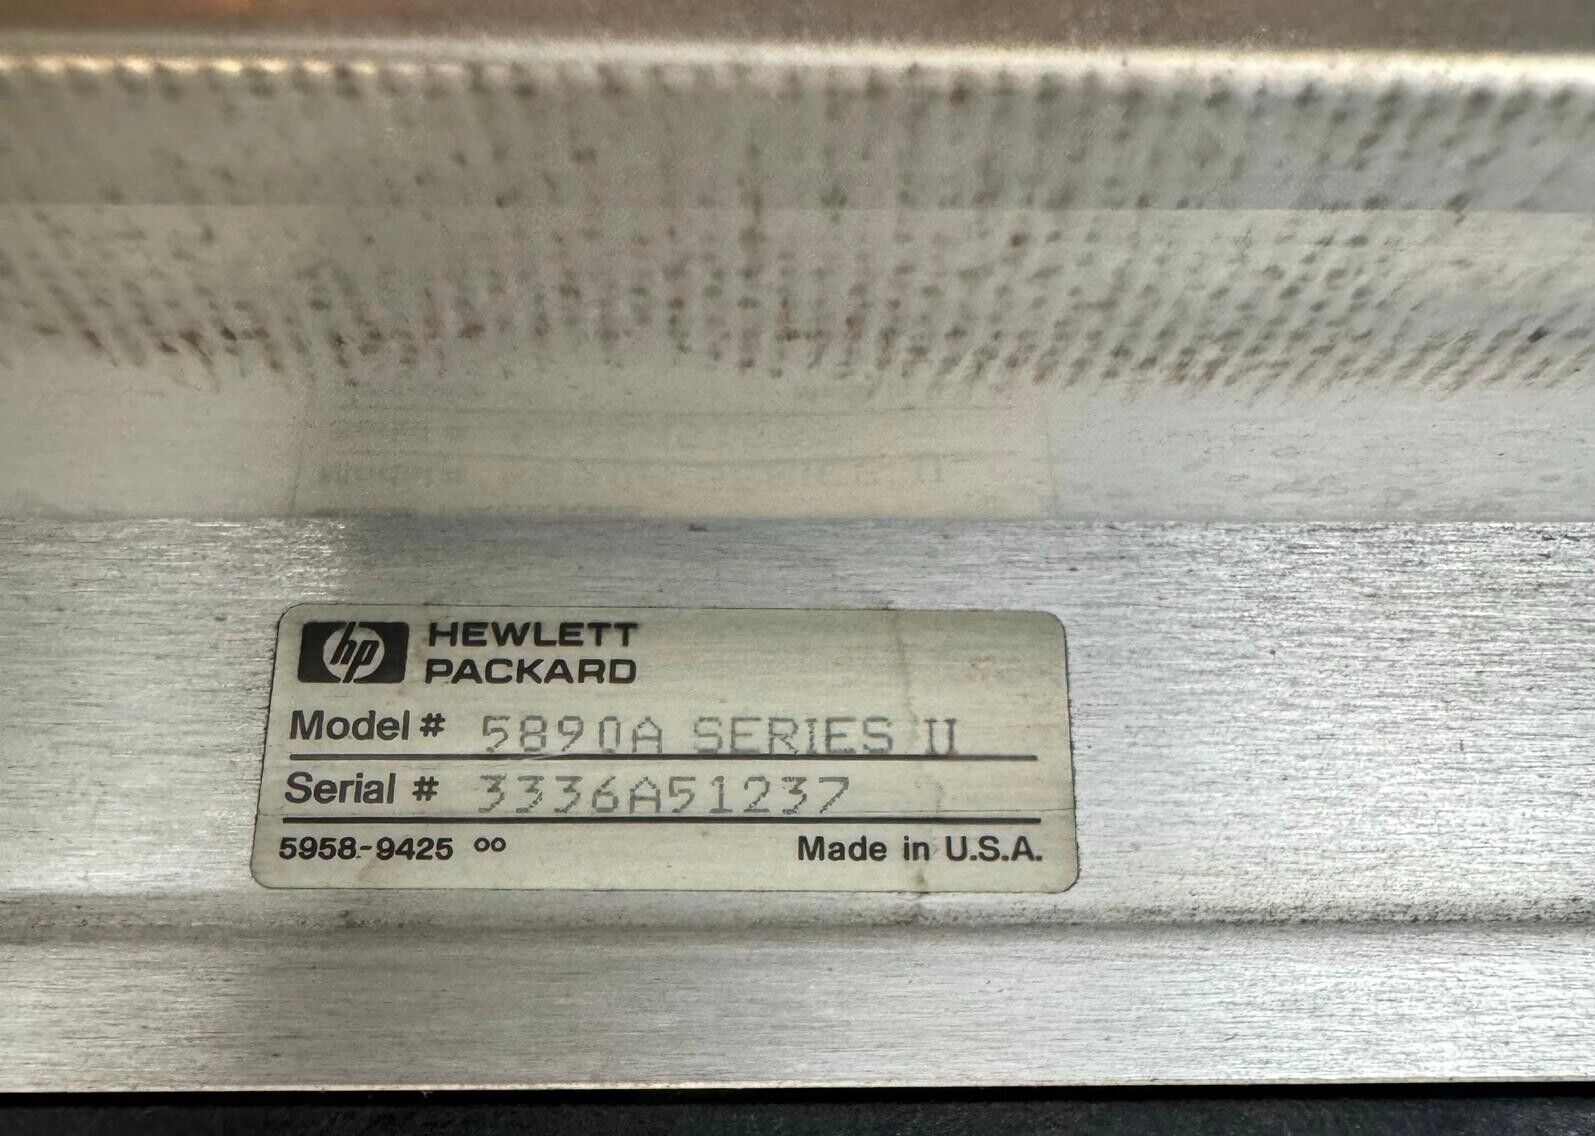 hp HEWLETT
PACKARD
Model # 5890A SERIES II
Serial # 3336A51237
5958-9425 00 Made in U.S.A.